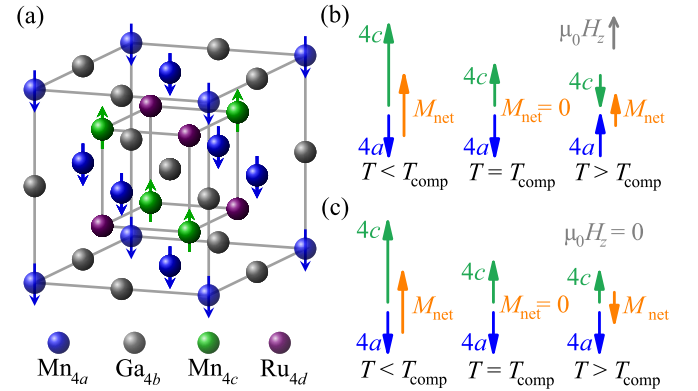 (a)
Mn4a Ga4b Mn4c Ru4d
(b)
μ0Hz
4c 4c 4c
Mnet Mnet = 0 Mnet
4a 4a 4a
T < Tcomp T = Tcomp T > Tcomp
(c)
μ0Hz = 0
4c 4c 4c
Mnet Mnet = 0 Mnet
4a 4a 4a
T < Tcomp T = Tcomp T > Tcomp